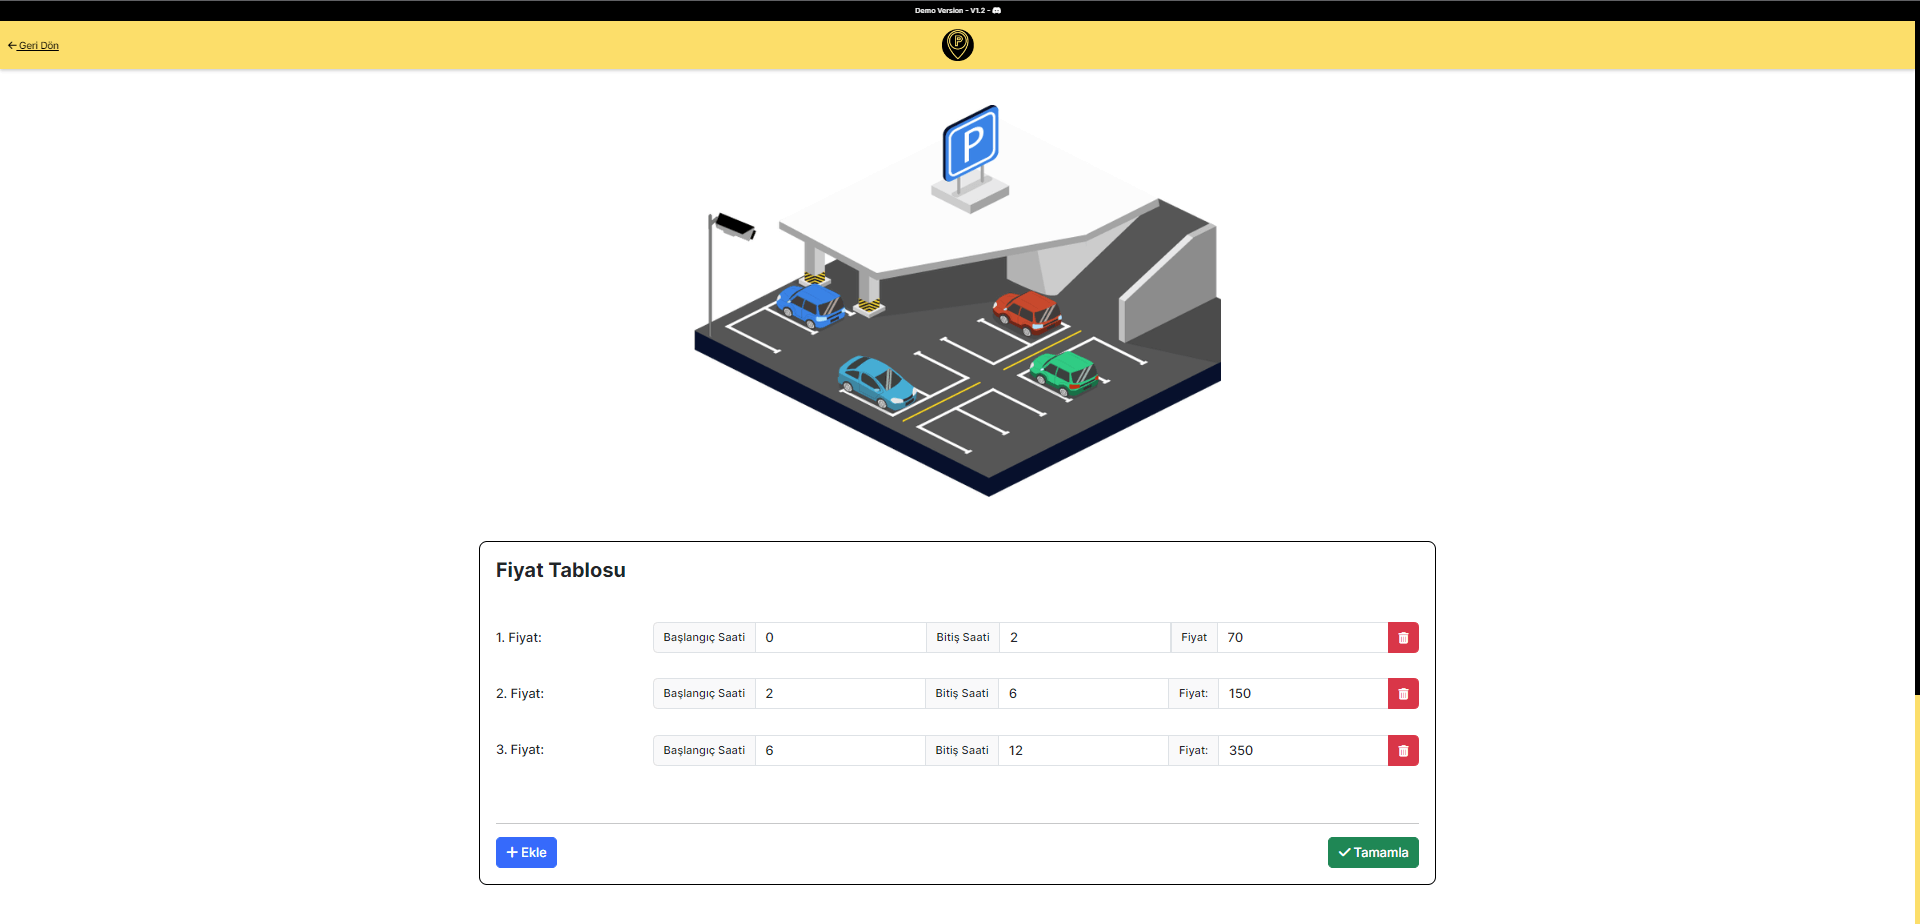 Demo Version - V1.2 -
Geri Dön
P
P
Fiyat Tablosu
1. Fiyat: Başlangıç Saati 0 Bitiş Saati 2 Fiyat 70
2. Fiyat: Başlangıç Saati 2 Bitiş Saati 6 Fiyat: 150
3. Fiyat: Başlangıç Saati 6 Bitiş Saati 12 Fiyat: 350
Ekle Tamamla